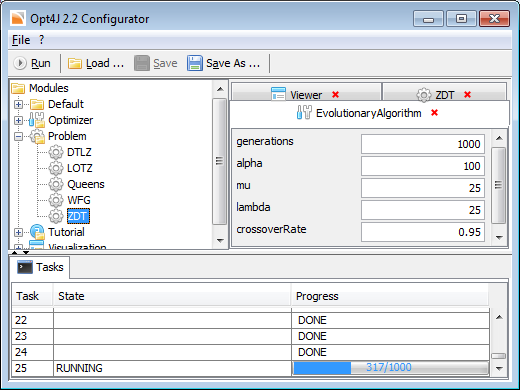 Opt4J 2.2 Configurator
File ?
Run Load ... Save Save As ...
Modules
Default
Optimizer
Problem
DTLZ
LOTZ
Queens
WFG
ZDT
Tutorial
Visualization
Viewer ZDT
EvolutionaryAlgorithm
generations 1000
alpha 100
mu 25
lambda 25
crossoverRate 0.95
Tasks
Task State Progress
22 DONE
23 DONE
24 DONE
25 RUNNING 317/1000